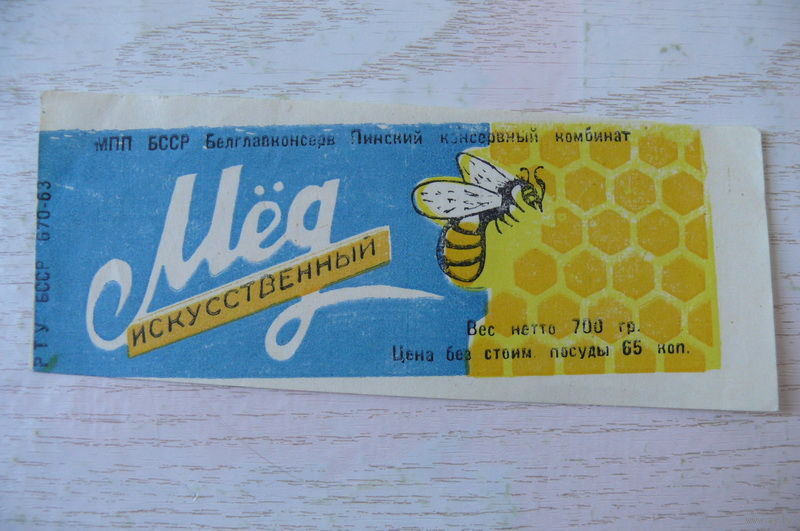 МПП БССР Белглавконсерв Пинский консервный комбинат
Мёд
ИСКУССТВЕННЫЙ
РТУ БССР 670-63
Вес нетто 700 гр.
Цена без стоим. посуды 65 коп.